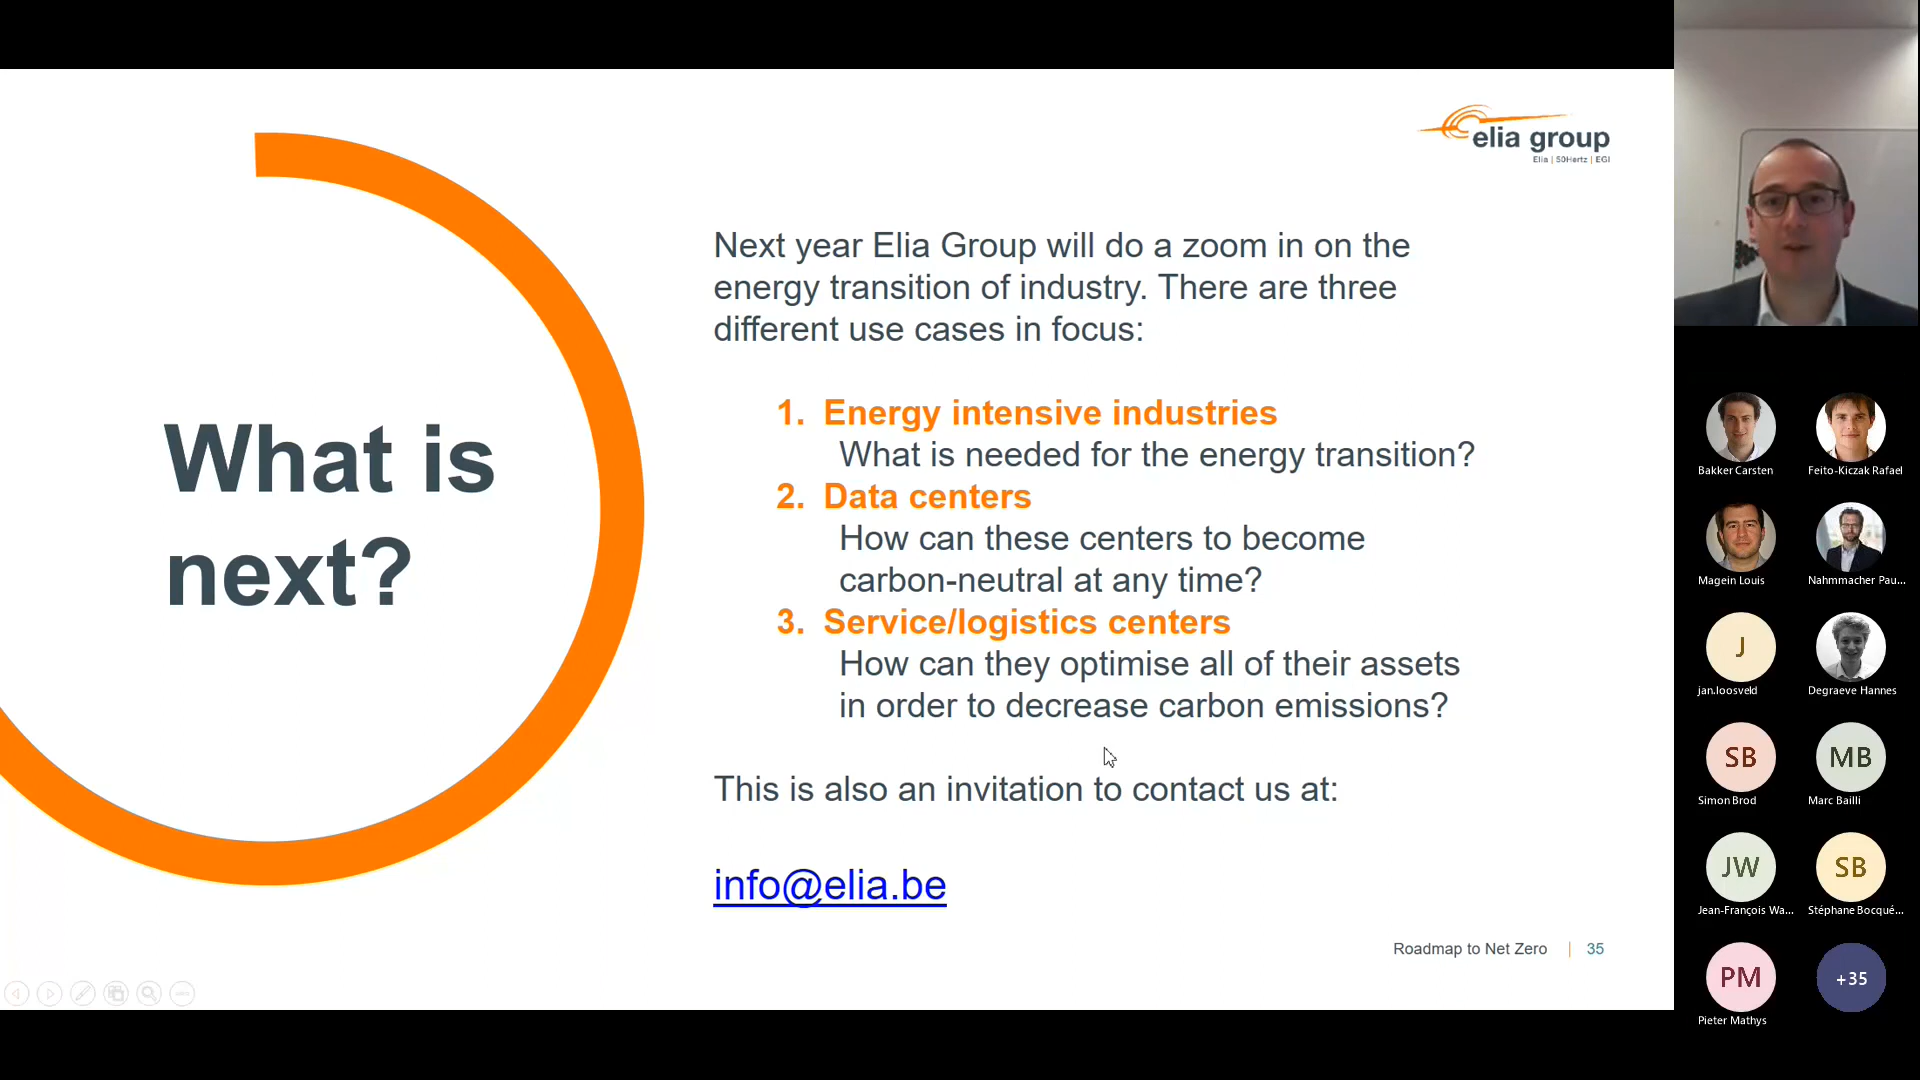 elia group
Elia | 50Hertz | EGI
What is
next?
Next year Elia Group will do a zoom in on the
energy transition of industry. There are three
different use cases in focus:
1. Energy intensive industries
What is needed for the energy transition?
2. Data centers
How can these centers to become
carbon-neutral at any time?
3. Service/logistics centers
How can they optimise all of their assets
in order to decrease carbon emissions?
This is also an invitation to contact us at:
info@elia.be
Roadmap to Net Zero | 35
Bakker Carsten
Feito-Kiczak Rafael
Magein Louis
Nahmmacher Pau...
J
jan.loosveld
Degraeve Hannes
SB
Simon Brod
MB
Marc Bailli
JW
Jean-François Wa...
SB
Stéphane Bocqué...
PM
Pieter Mathys
+35